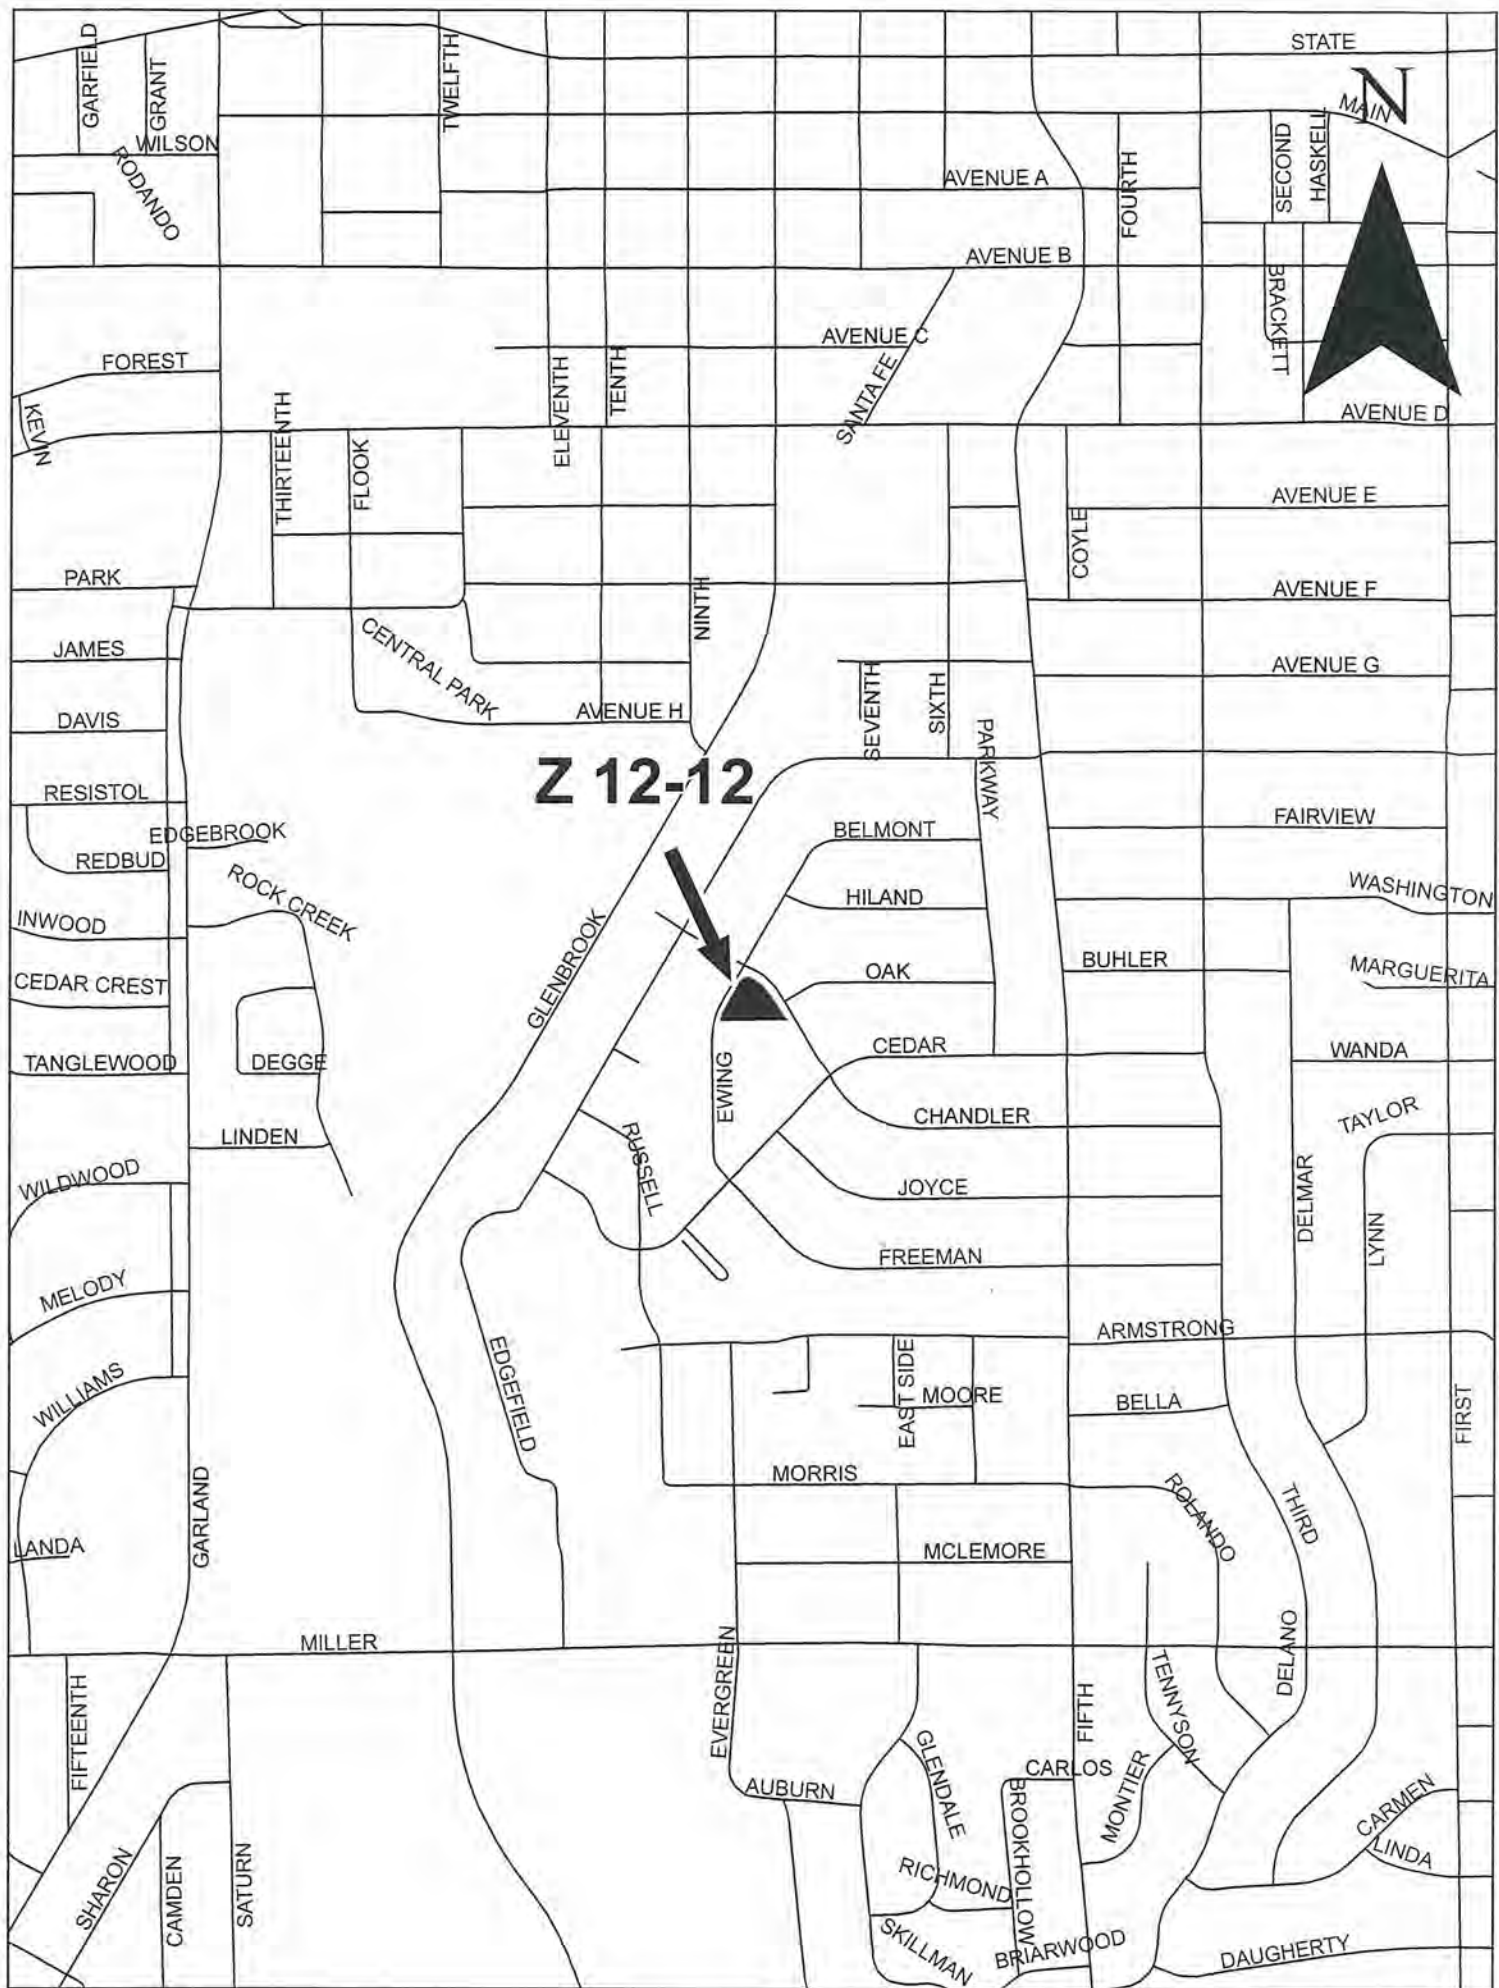 STATE
GARFIELD
TWELFTH
GRANT
N
MAIN
WILSON
RODANDO
AVENUE A
FOURTH
SECOND
HASKELL
AVENUE B
BRACKETT
AVENUE C
FOREST
ELEVENTH
TENTH
SANTA FE
KEVN
THIRTEENTH
FLOOK
AVENUE D
AVENUE E
COYLE
PARK
NINTH
AVENUE F
JAMES
CENTRAL PARK
AVENUE G
SEVENTH
SIXTH
DAVIS
AVENUE H
PARKWAY
Z 12-12
RESISTOL
EDGEBROOK
BELMONT
FAIRVIEW
REDBUD
ROCK CREEK
HILAND
WASHINGTON
INWOOD
GLENBROOK
OAK
BUHLER
MARGUERITA
CEDAR CREST
CEDAR
WANDA
TANGLEWOOD
DEGGE
EWING
CHANDLER
TAYLOR
LINDEN
RUSSELL
WILDWOOD
JOYCE
DELMAR
LYNN
FREEMAN
MELODY
ARMSTRONG
EDGEFIELD
EAST SIDE
WILLIAMS
MOORE
BELLA
FIRST
MORRIS
GARLAND
ROLANDO
THIRD
LANDA
MCLEMORE
MILLER
EVERGREEN
DELANO
FIFTEENTH
FIFTH
TENNYSON
GLENDALE
CARLOS
MONTIER
AUBURN
BROOKHOLLOW
CARMEN
LINDA
SHARON
CAMDEN
SATURN
RICHMOND
SKILLMAN
BRIARWOOD
DAUGHERTY